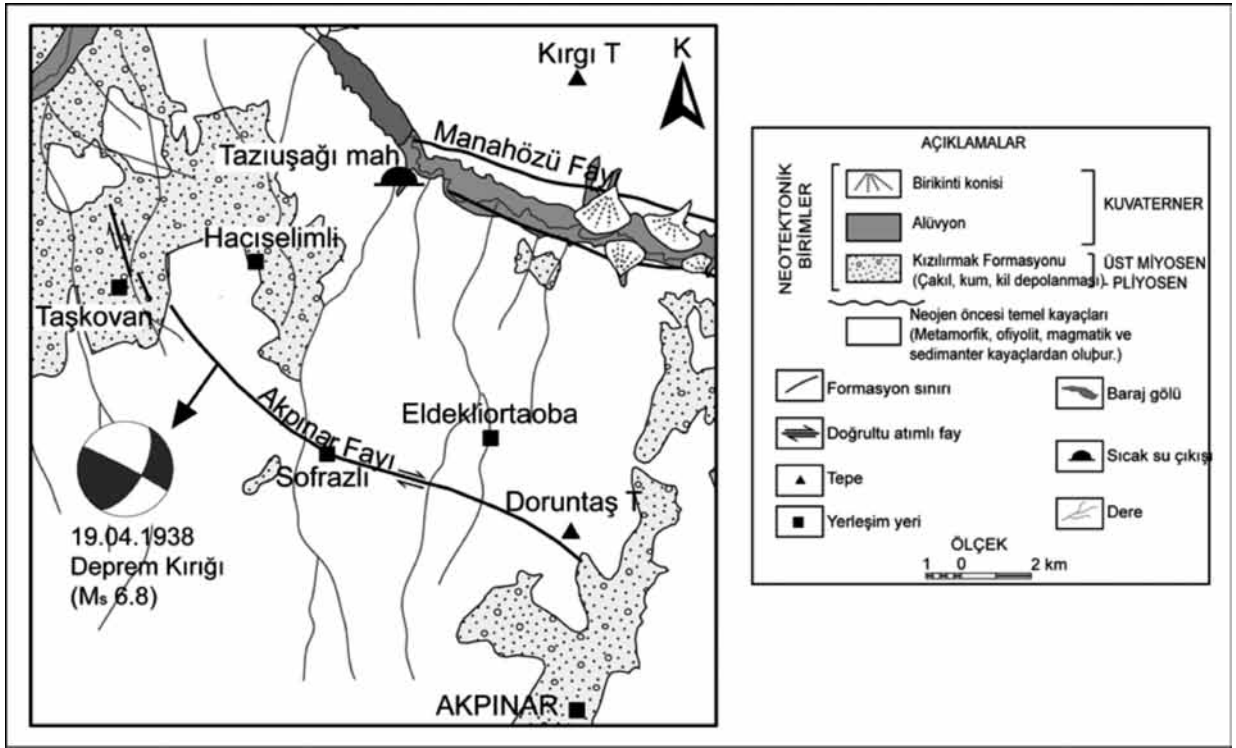 Kırgı T
K
Manahözü Fayı
Tazıuşağı mah
Hacıselimli
Taşkovan
Akpınar Fayı
Eldekliortaoba
Sofrazlı
Doruntaş T
19.04.1938
Deprem Kırığı
(Ms 6.8)
AKPINAR
AÇIKLAMALAR
NEOTEKTONİK
BİRİMLER
Birikinti konisi
Alüvyon
KUVATERNER
Kızılırmak Formasyonu
(Çakıl, kum, kil depolanması)
ÜST MİYOSEN
- PLİYOSEN
Neojen öncesi temel kayaçları
(Metamorfik, ofiyolit, magmatik ve
sedimanter kayaçlardan oluþur.)
Formasyon sınırı
Baraj gölü
Doğrultu atımlı fay
Sıcak su çıkışı
Tepe
Dere
Yerleşim yeri
ÖLÇEK
1 0 2 km